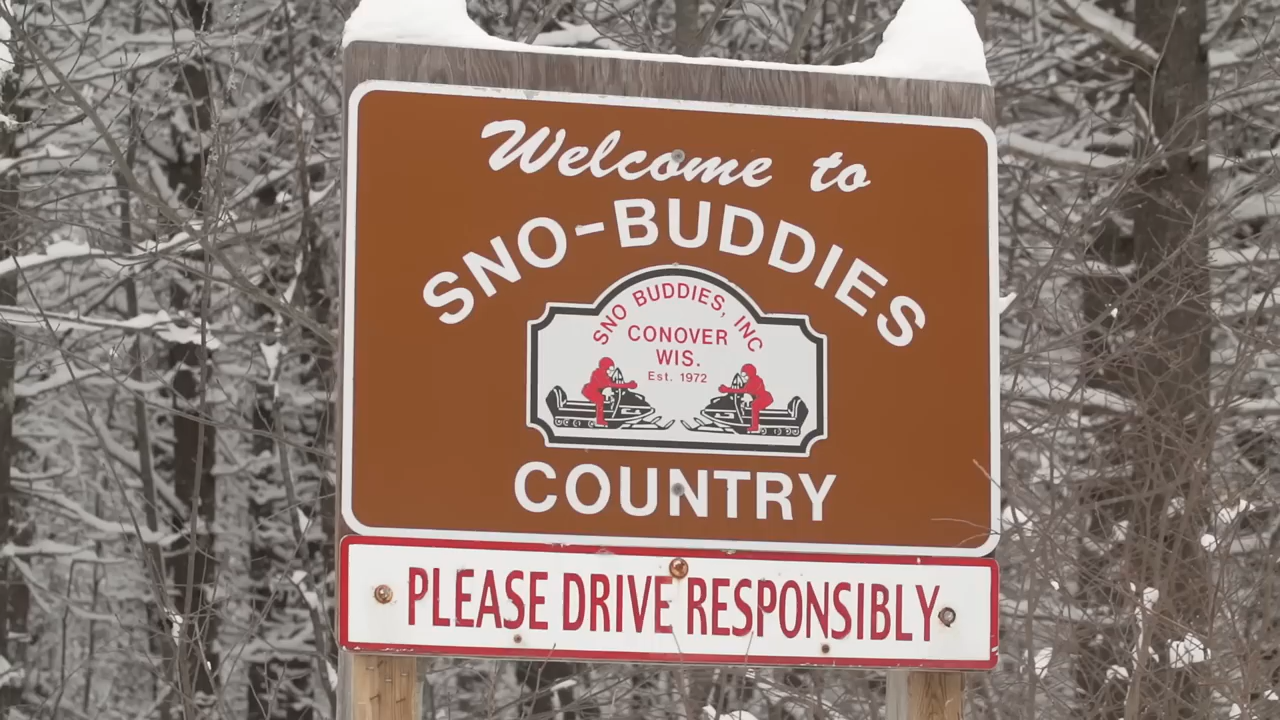 Welcome to
SNO-BUDDIES
SNO BUDDIES, INC
CONOVER
WIS.
Est. 1972
COUNTRY
PLEASE DRIVE RESPONSIBLY